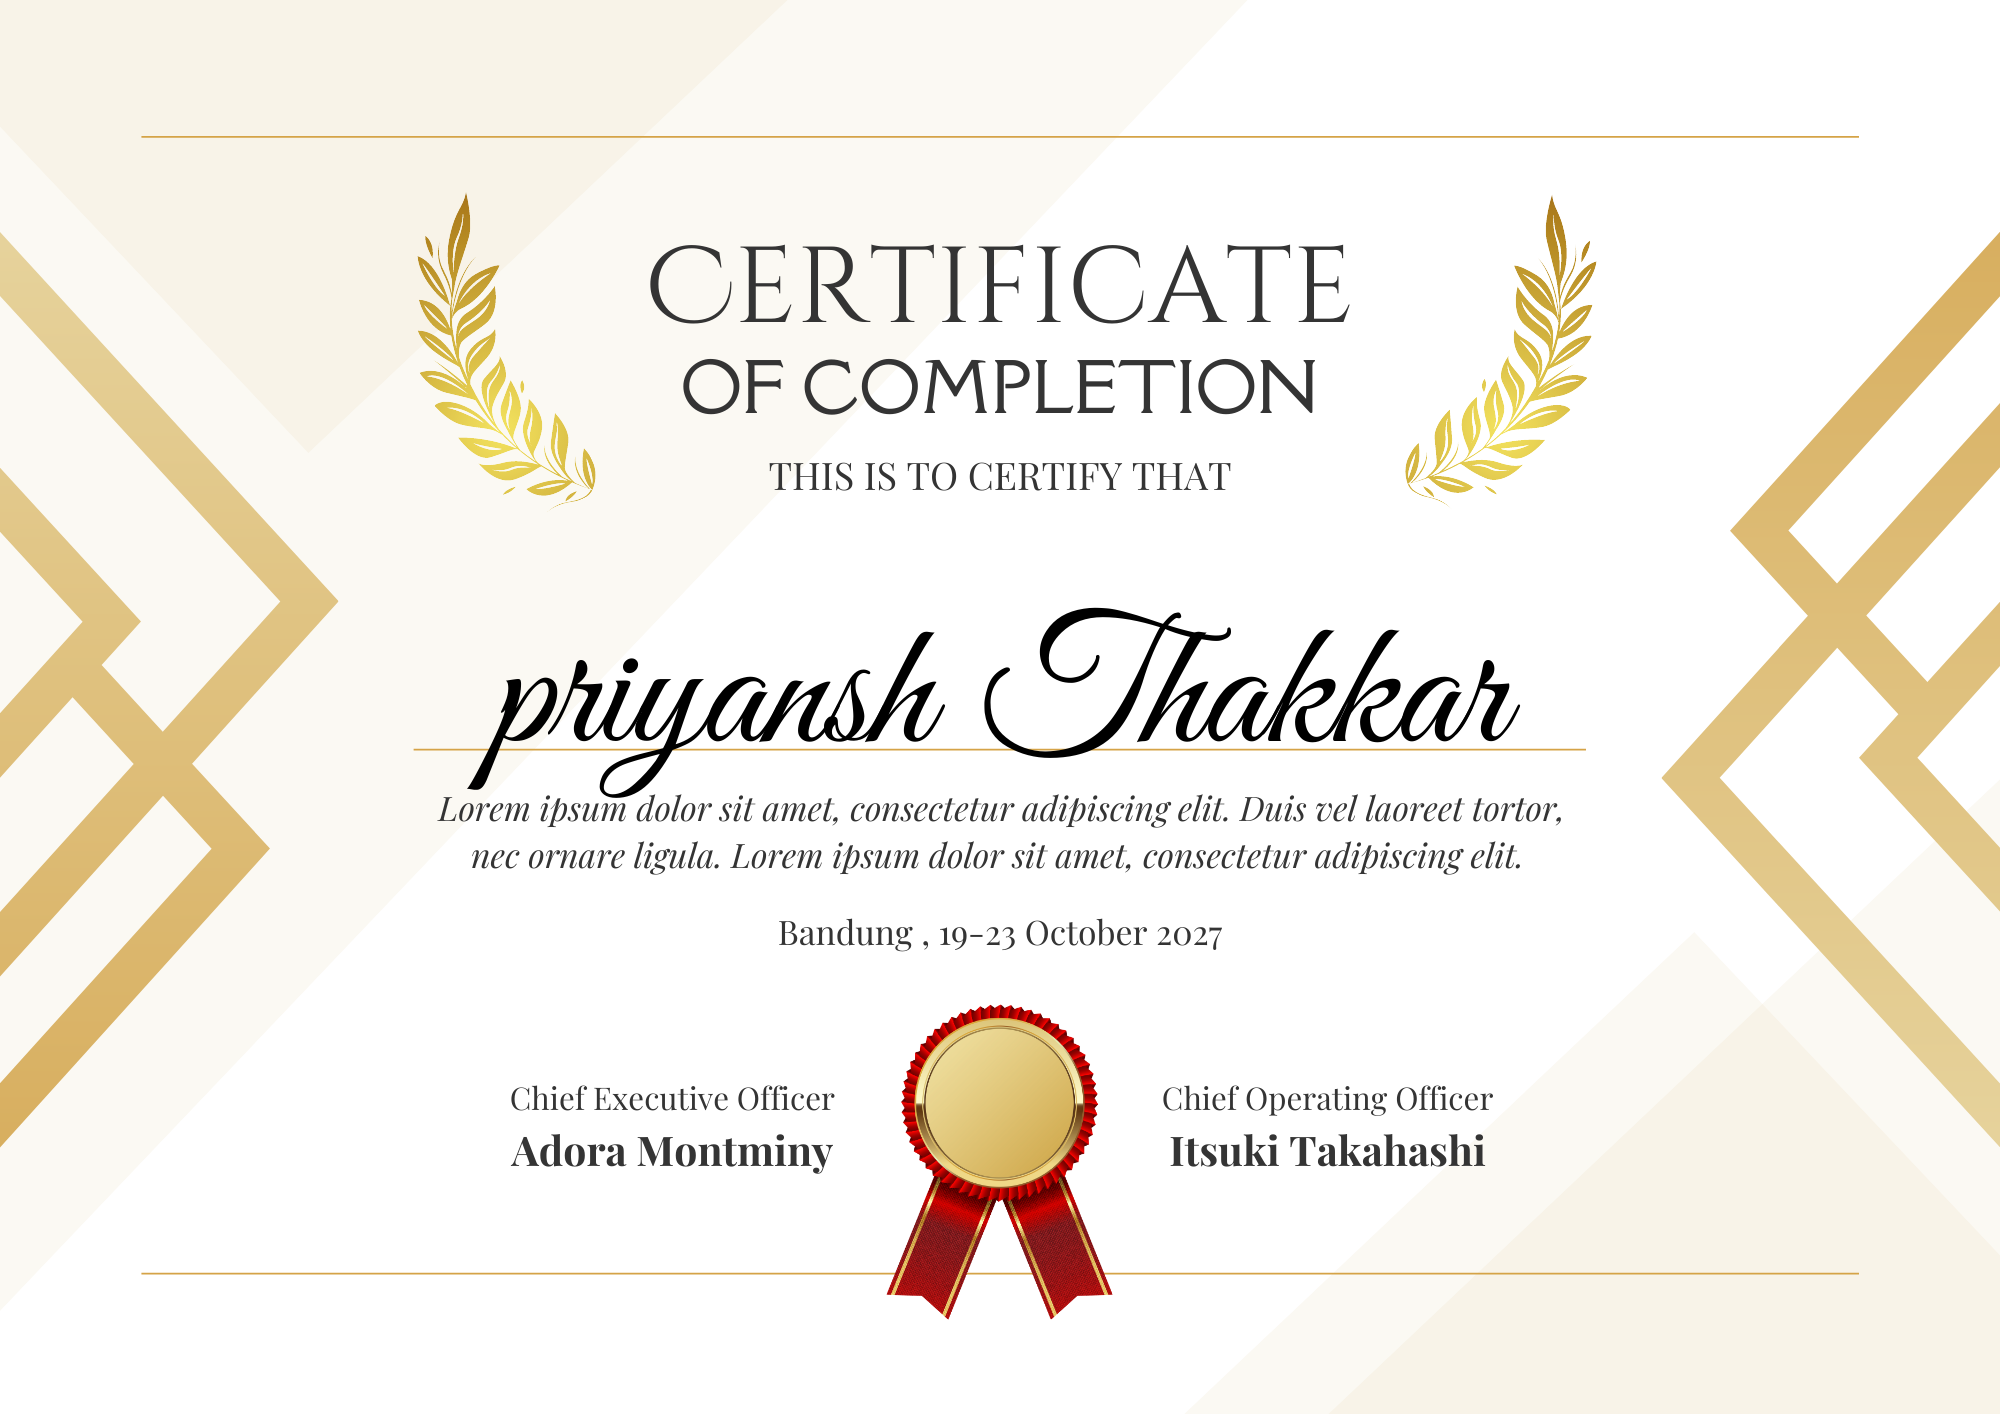 CERTIFICATE
OF COMPLETION
THIS IS TO CERTIFY THAT
priyansh Thakkar
Lorem ipsum dolor sit amet, consectetur adipiscing elit. Duis vel laoreet tortor,
nec ornare ligula. Lorem ipsum dolor sit amet, consectetur adipiscing elit.
Bandung , 19-23 October 2027
Chief Executive Officer
Adora Montminy
Chief Operating Officer
Itsuki Takahashi